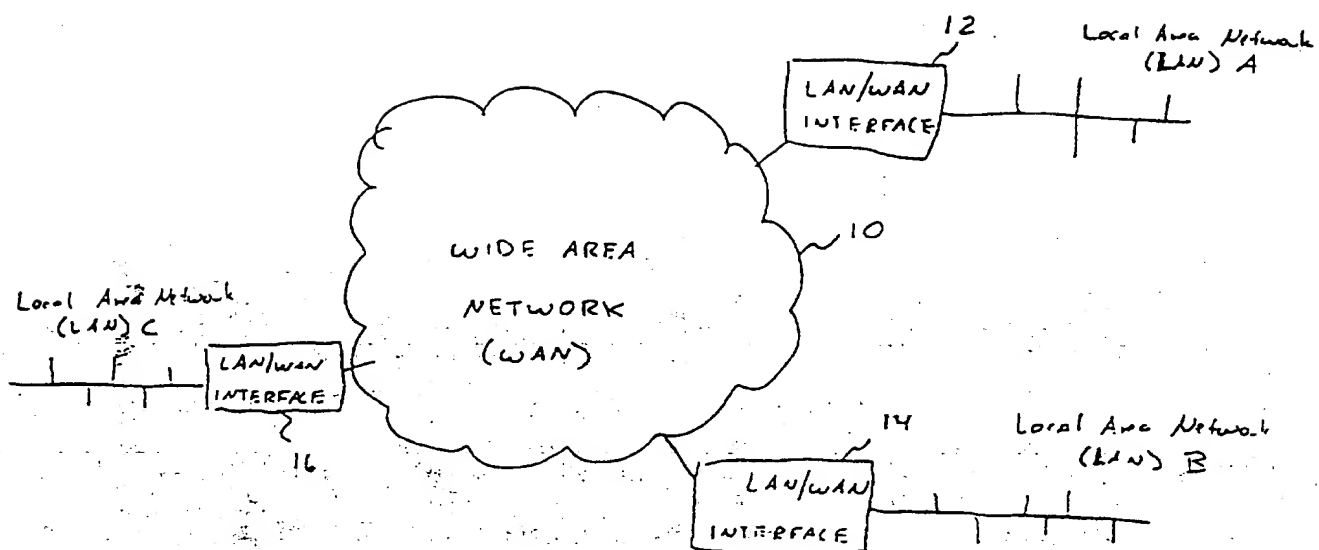 12
Local Area Network
(LAN) A
LAN/WAN
INTERFACE
10
WIDE AREA
NETWORK
(WAN)
Local Area Network
(LAN) C
LAN/WAN
INTERFACE
16
14
Local Area Network
(LAN) B
LAN/WAN
INTERFACE